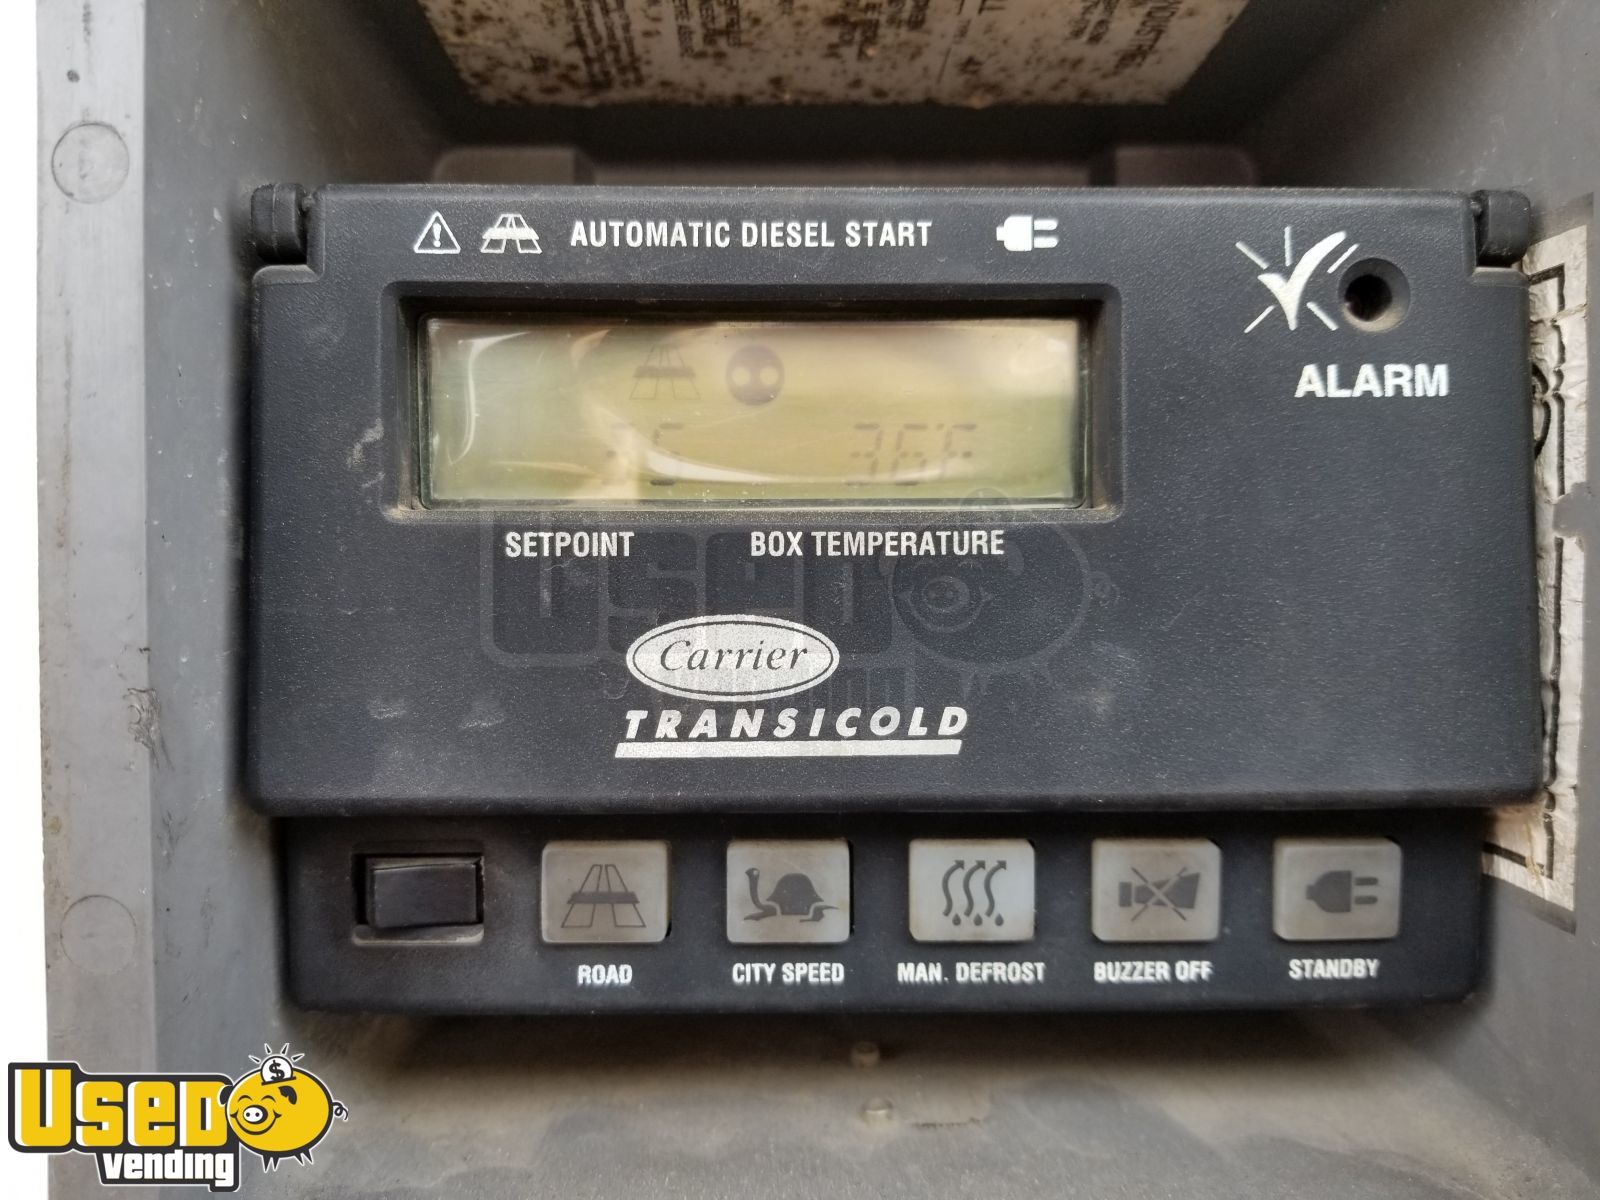 AUTOMATIC DIESEL START
ALARM
36°F
SETPOINT BOX TEMPERATURE
Carrier
TRANSICOLD
ROAD CITY SPEED MAN. DEFROST BUZZER OFF STANDBY
USED
vending